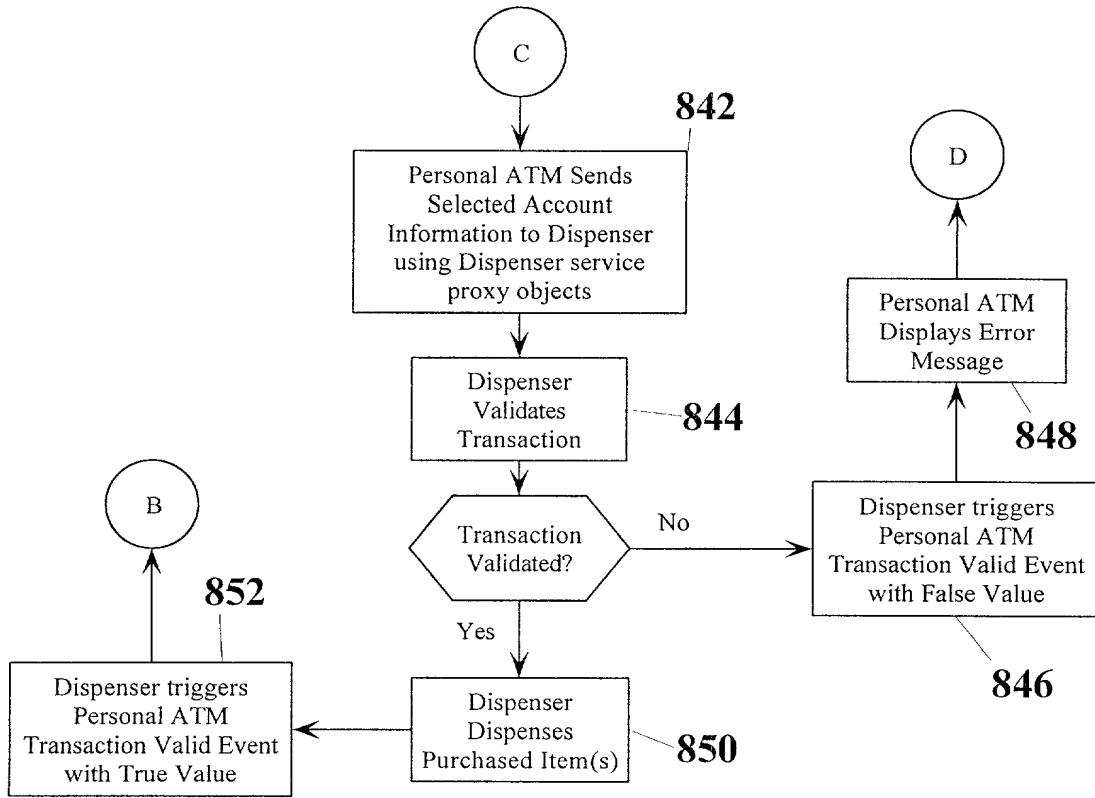 C
842
Personal ATM Sends
Selected Account
Information to Dispenser
using Dispenser service
proxy objects
D
Personal ATM
Displays Error
Message
848
Dispenser
Validates
Transaction
844
B
Transaction
Validated?
No
Dispenser triggers
Personal ATM
Transaction Valid Event
with False Value
846
852
Yes
Dispenser triggers
Personal ATM
Transaction Valid Event
with True Value
Dispenser
Dispenses
Purchased Item(s)
850